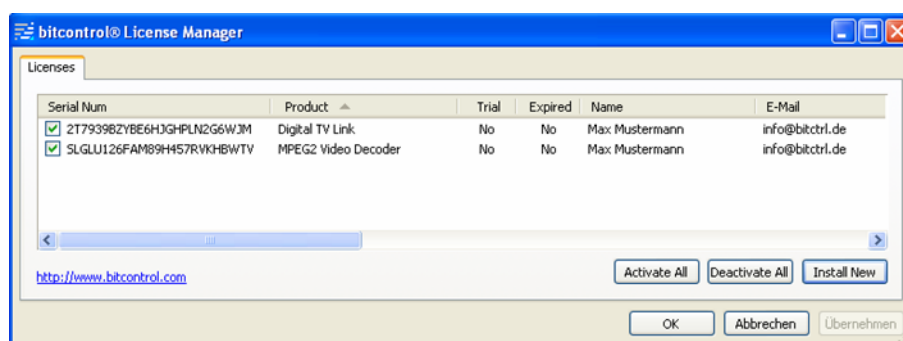 bitcontrol® License Manager
Licenses
Serial Num Product Trial Expired Name E-Mail
2T7939BZYBE6HJGHPLN2G6WJM Digital TV Link No No Max Mustermann info@bitctrl.de
SLGLU126FAM89H457RVKHBWTV MPEG2 Video Decoder No No Max Mustermann info@bitctrl.de
http://www.bitcontrol.com Activate All Deactivate All Install New
OK Abbrechen Übernehmen